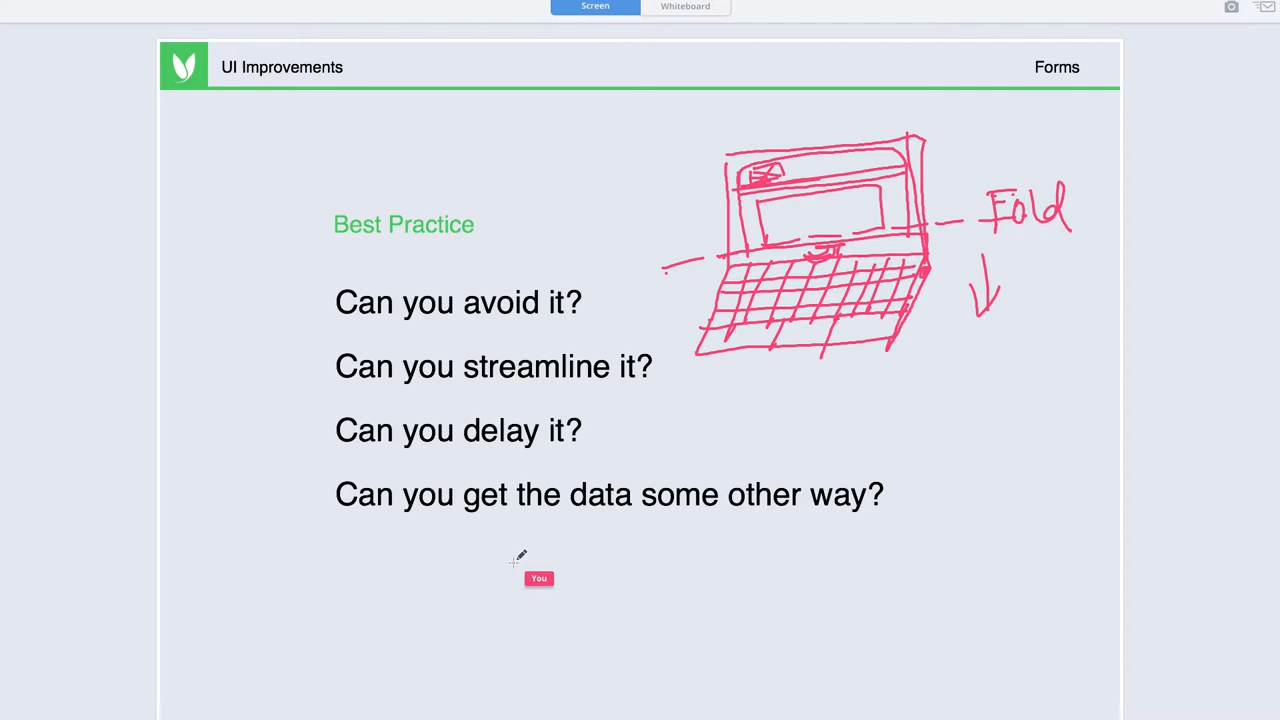 Screen Whiteboard
UI Improvements Forms
Fold
Best Practice
Can you avoid it?
Can you streamline it?
Can you delay it?
Can you get the data some other way?
You